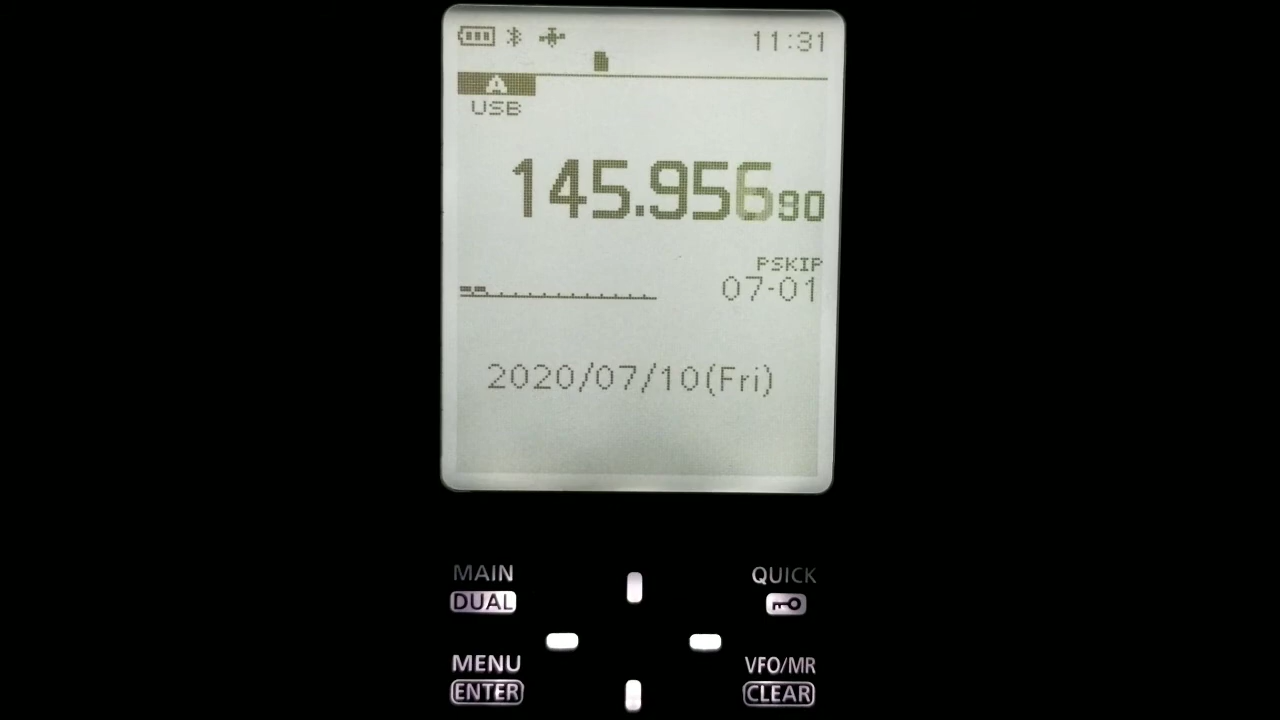 11:31
A
USB
145.95690
PSKIP
07-01
2020/07/10(Fri)
MAIN QUICK
DUAL
MENU VFO/MR
ENTER CLEAR